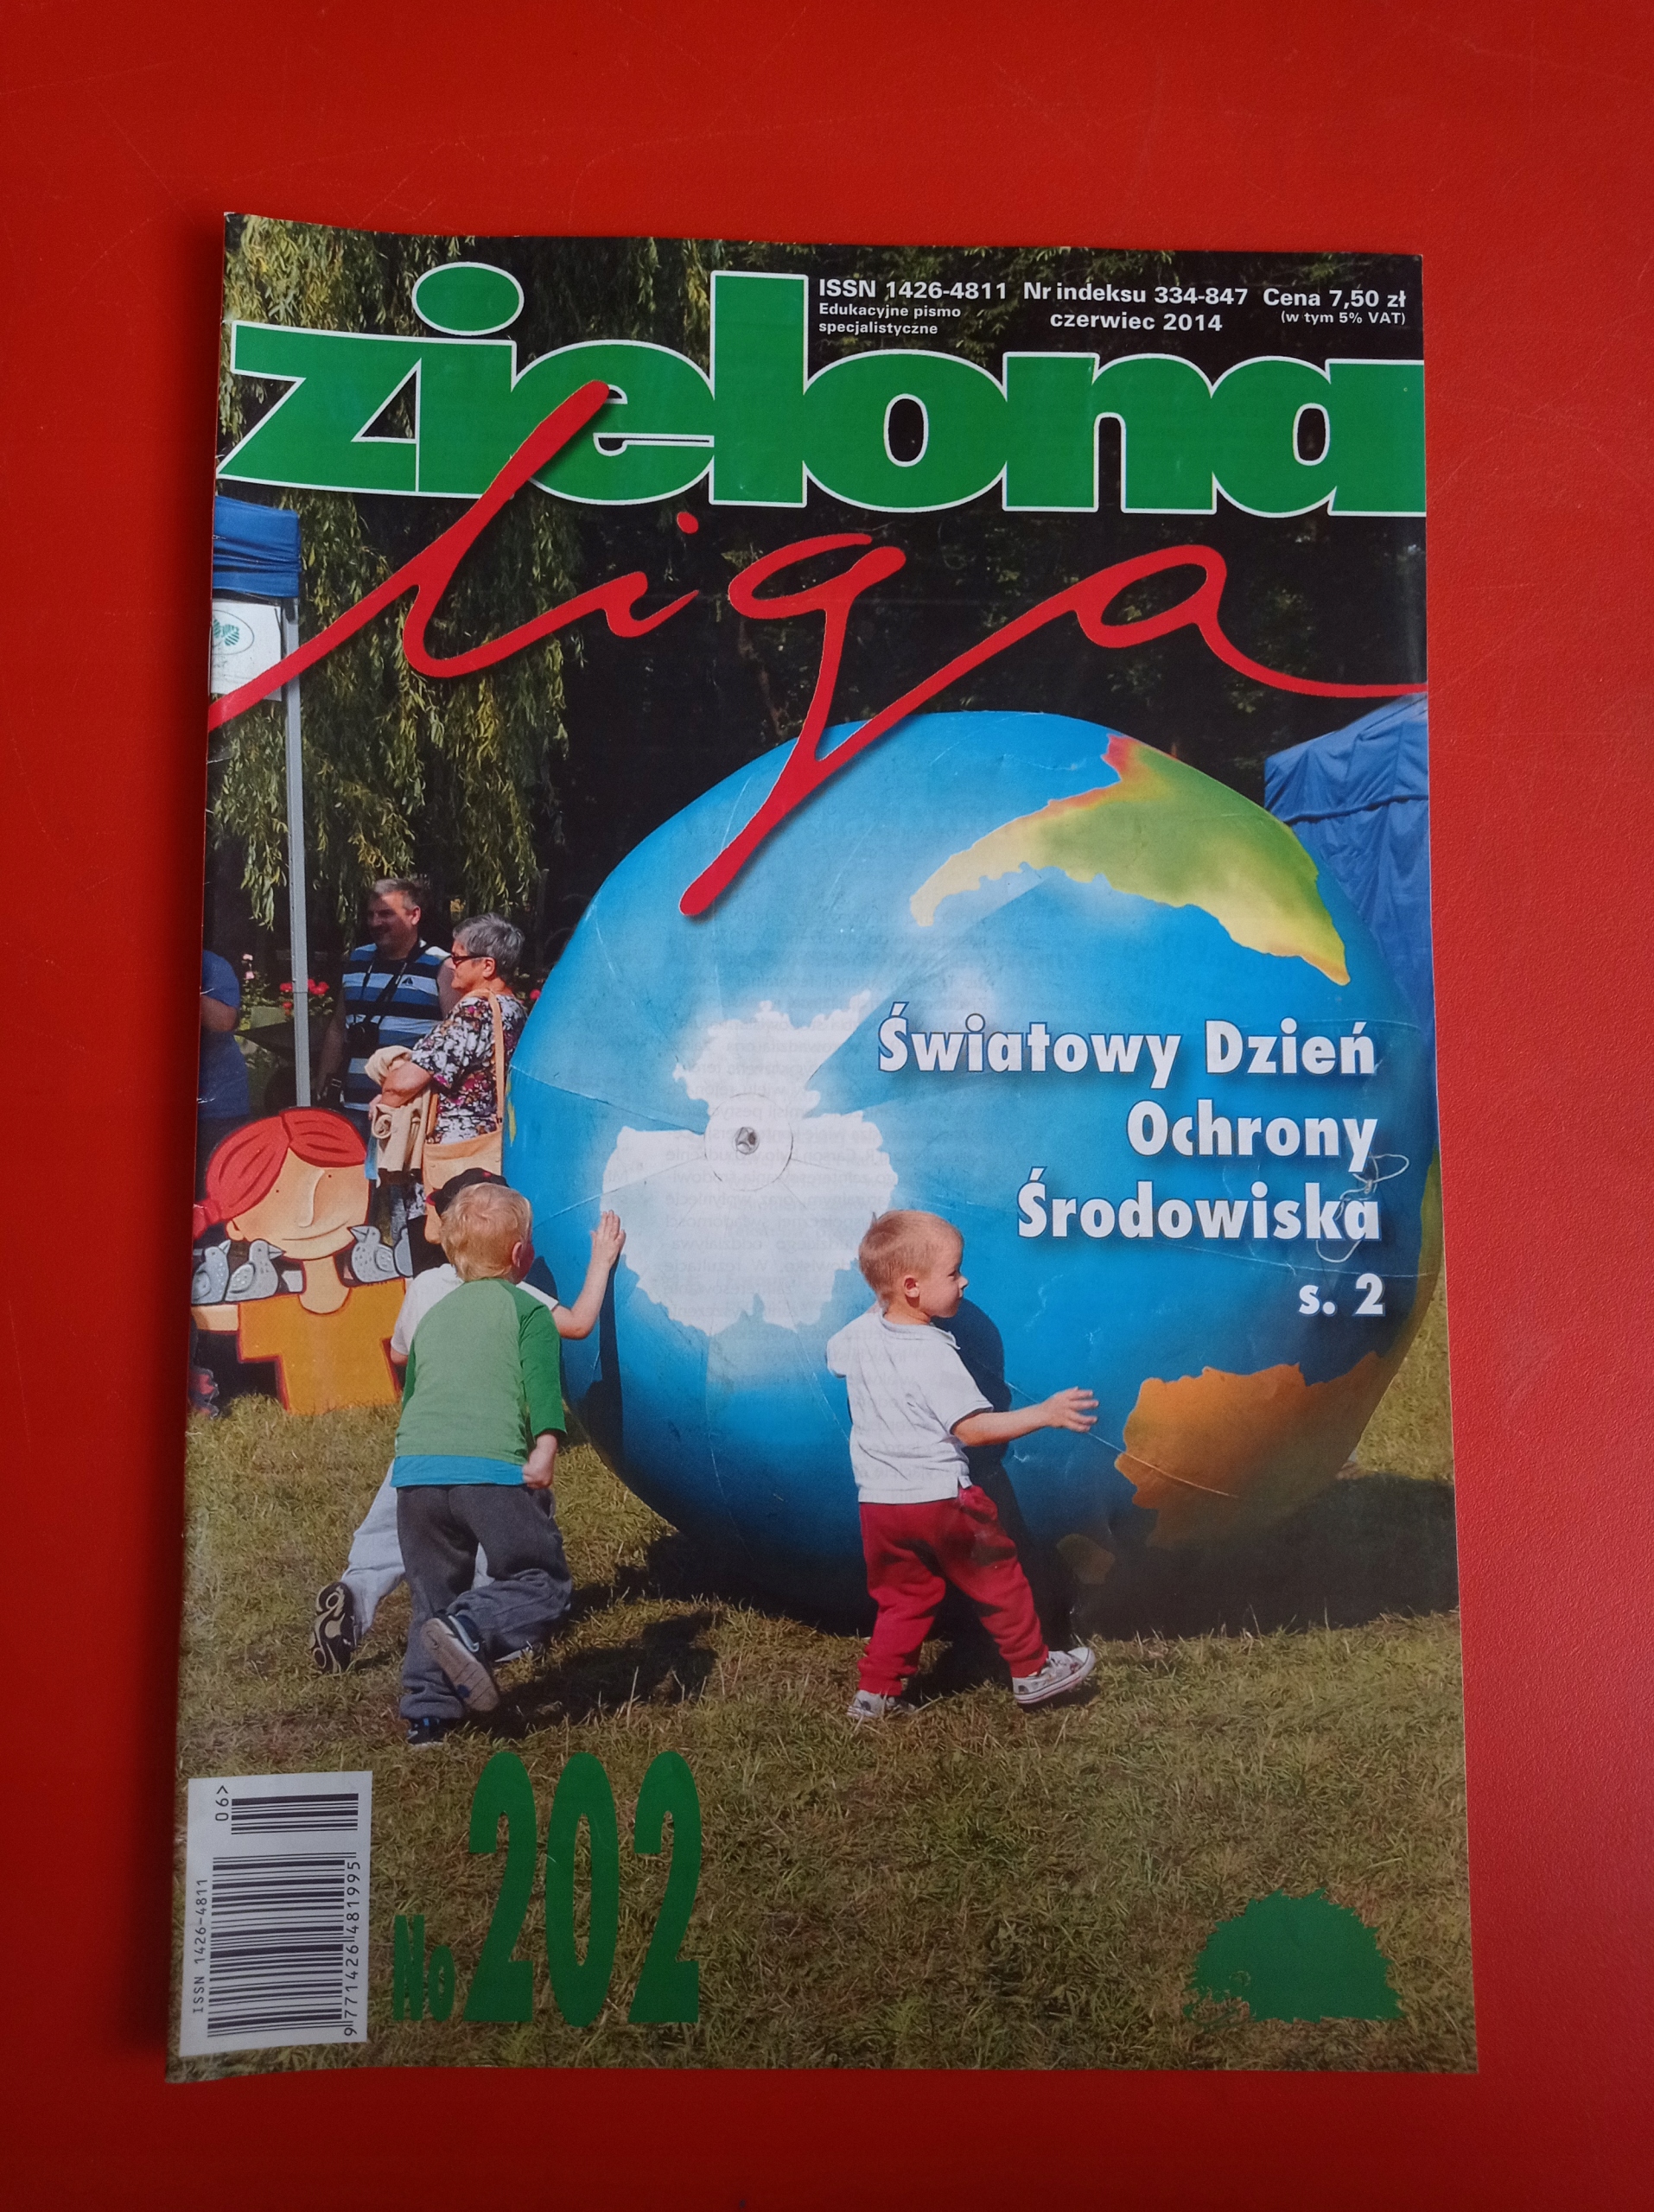 ISSN 1426-4811 Nr indeksu 334-847 Cena 7,50 zł
Edukacyjne pismo
specjalistyczne
czerwiec 2014
(w tym 5% VAT)
zielona
liga
Światowy Dzień
Ochrony
Środowiska
s. 2
No 202
ISSN 1426-4811
9 771426 481995
06>